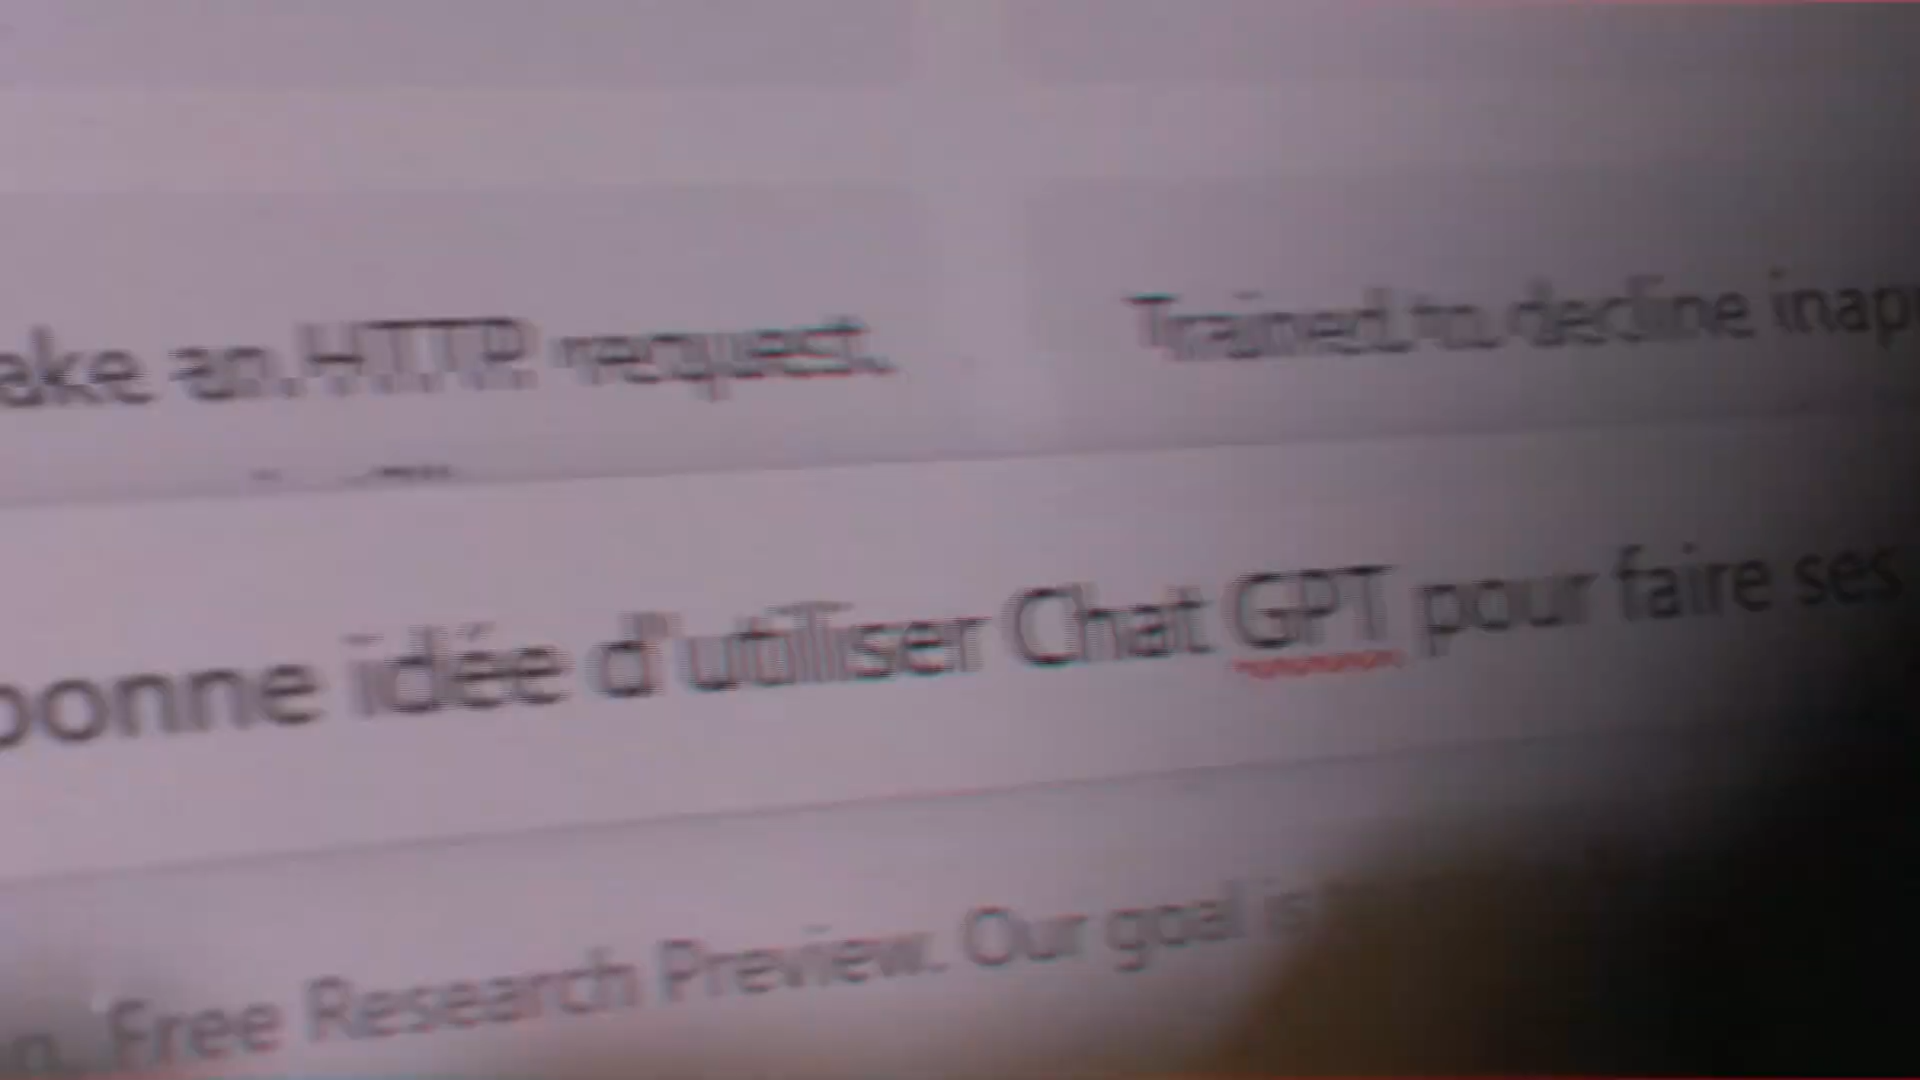 ake an HTTP request.
Trained to decline inap
bonne idée d'utiliser Chat GPT pour faire ses
n. Free Research Preview. Our goal is